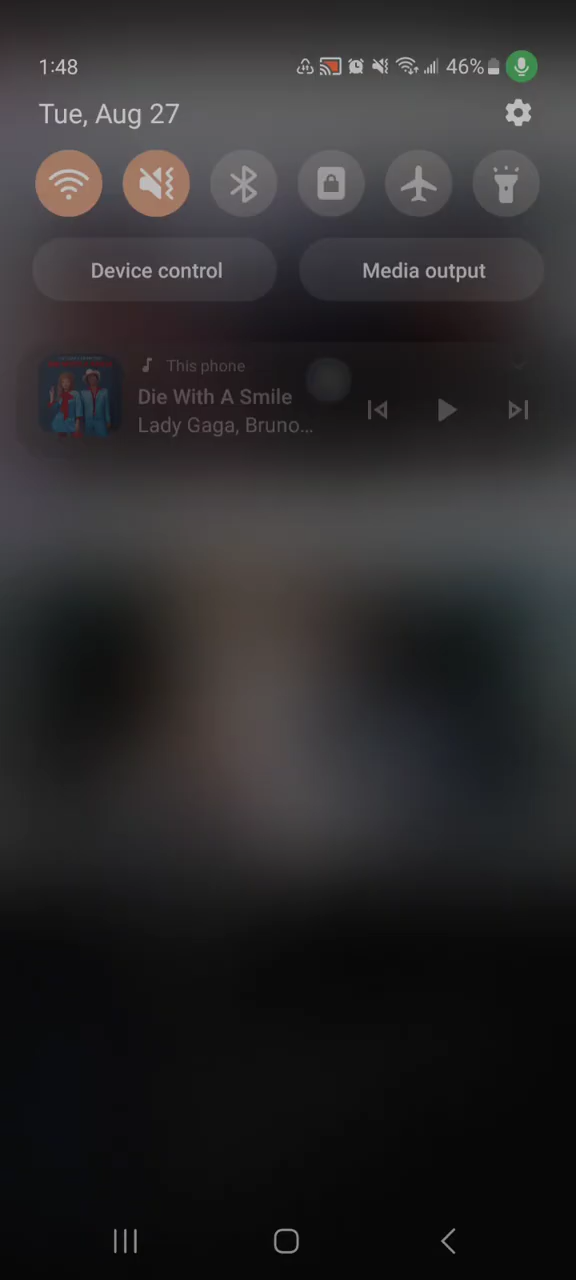 1:48
46%
Tue, Aug 27
Device control
Media output
This phone
Die With A Smile
Lady Gaga, Bruno...